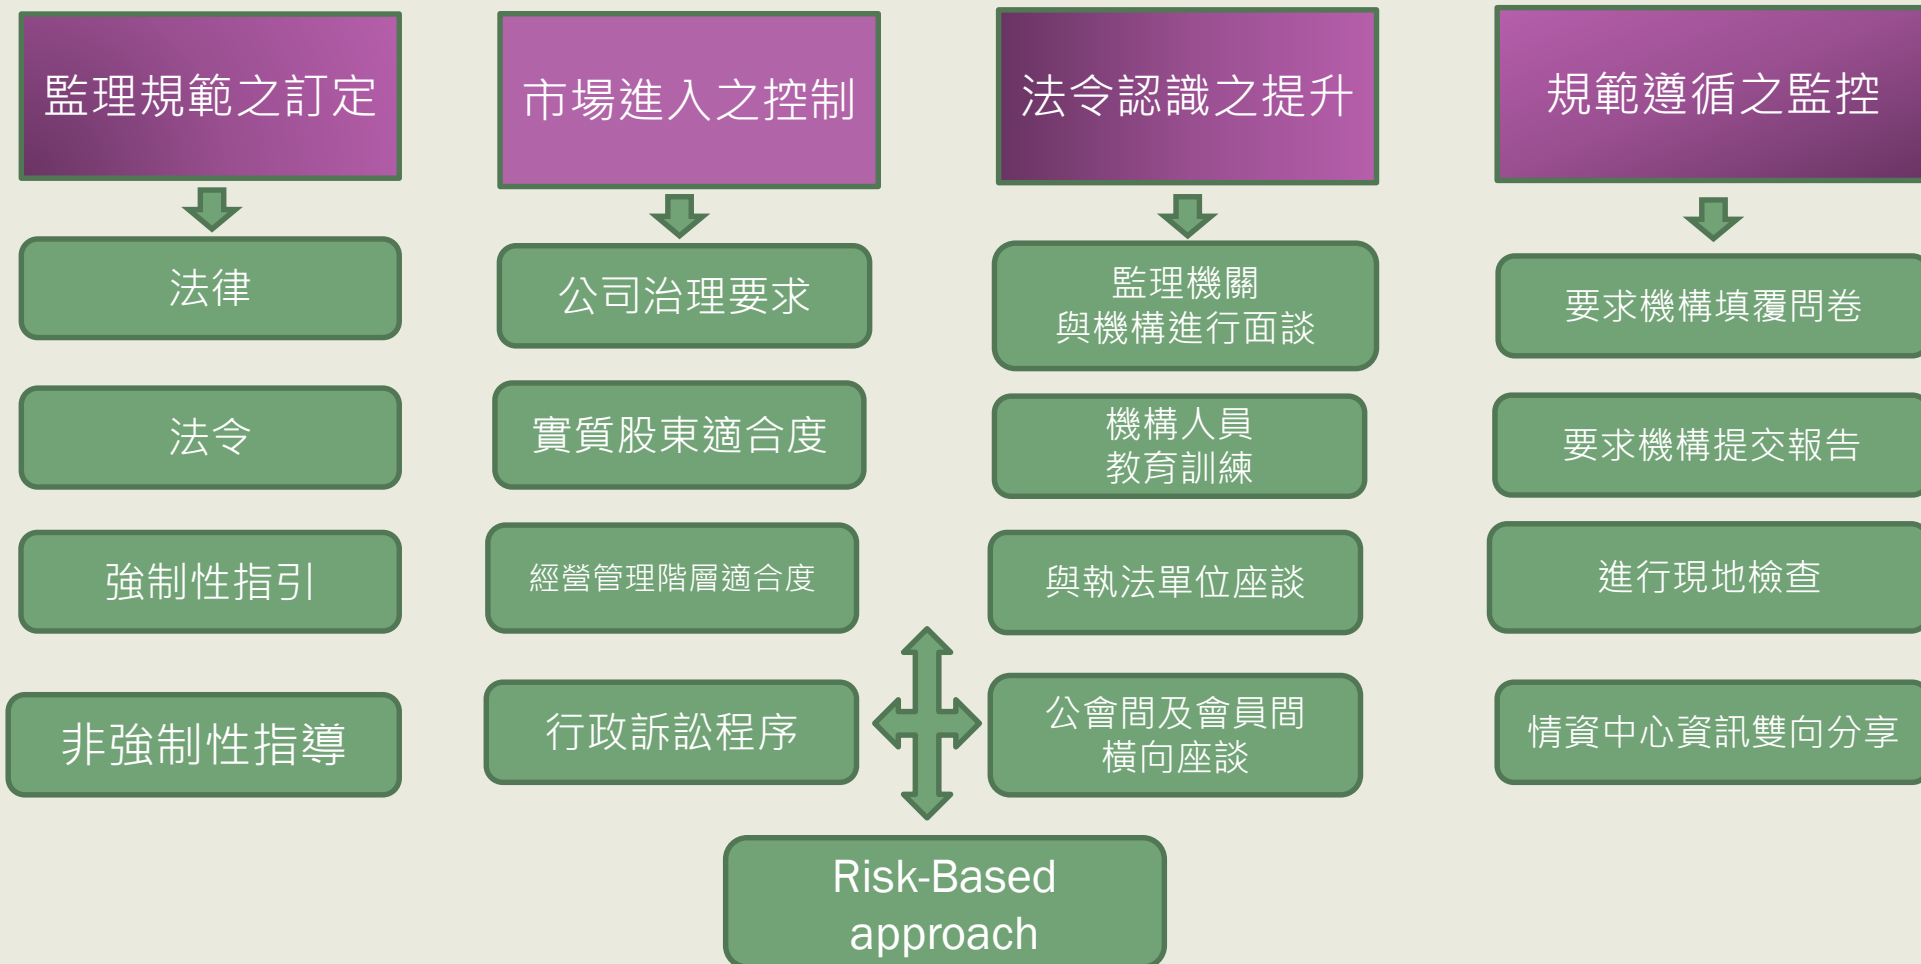 監理規範之訂定
法律
法令
強制性指引
非強制性指導
市場進入之控制
公司治理要求
實質股東適合度
經營管理階層適合度
行政訴訟程序
法令認識之提升
監理機關
與機構進行面談
機構人員
教育訓練
與執法單位座談
公會間及會員間
橫向座談
規範遵循之監控
要求機構填覆問卷
要求機構提交報告
進行現地檢查
情資中心資訊雙向分享
Risk-Based
approach